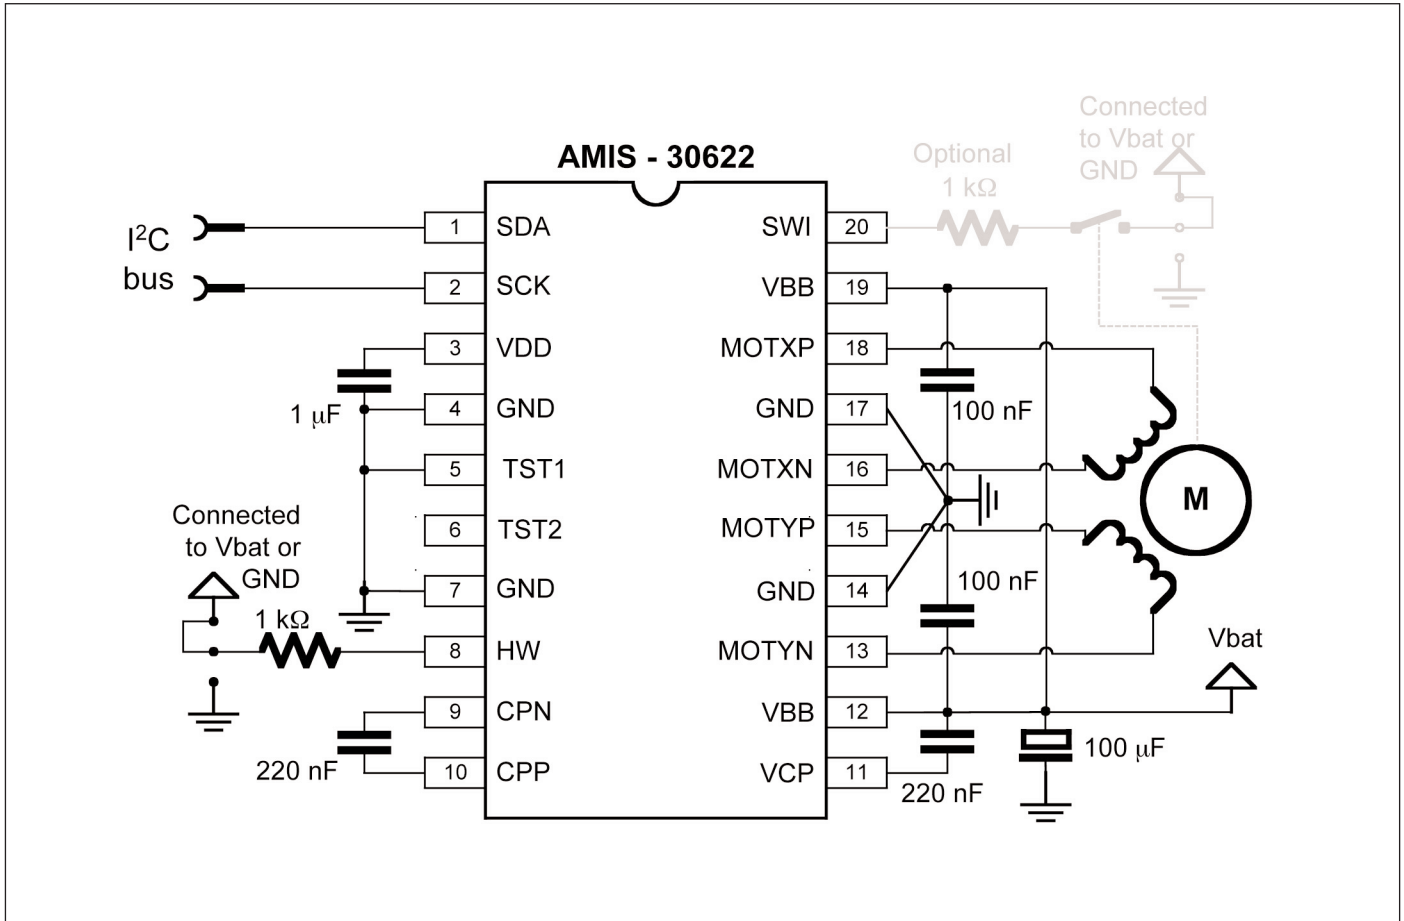 AMIS - 30622
Connected
to Vbat or
GND
Optional
1 kΩ
I²C
bus
1 SDA
2 SCK
3 VDD
4 GND
5 TST1
6 TST2
7 GND
8 HW
9 CPN
10 CPP
1 μF
Connected
to Vbat or
GND
1 kΩ
220 nF
SWI 20
VBB 19
MOTXP 18
GND 17
MOTXN 16
MOTYP 15
GND 14
MOTYN 13
VBB 12
VCP 11
100 nF
M
100 nF
Vbat
100 μF
220 nF